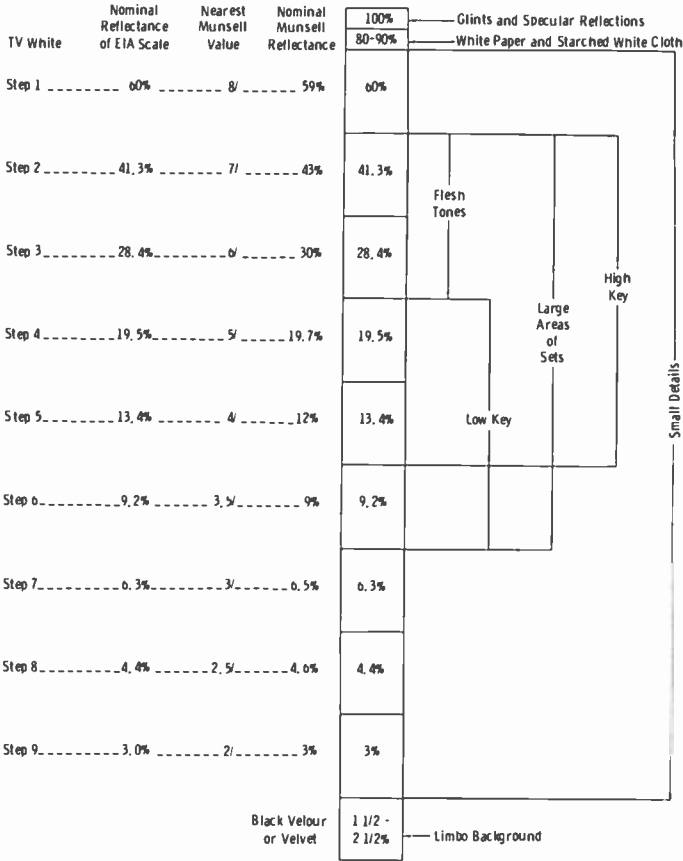 Nominal Reflectance of EIA Scale
Nearest Munsell Value
Nominal Munsell Reflectance
TV White
100% Glints and Specular Reflections
80-90% White Paper and Starched White Cloth
Step 1 60% 8/ 59% 60%
Step 2 41.3% 7/ 43% 41.3%
Flesh Tones
Step 3 28.4% 6/ 30% 28.4%
High Key
Large Areas of Sets
Step 4 19.5% 5/ 19.7% 19.5%
Small Details
Step 5 13.4% 4/ 12% 13.4%
Low Key
Step 6 9.2% 3.5/ 9% 9.2%
Step 7 6.3% 3/ 6.5% 6.3%
Step 8 4.4% 2.5/ 4.6% 4.4%
Step 9 3.0% 2/ 3% 3%
Black Velour or Velvet
1 1/2 - 2 1/2%
Limbo Background